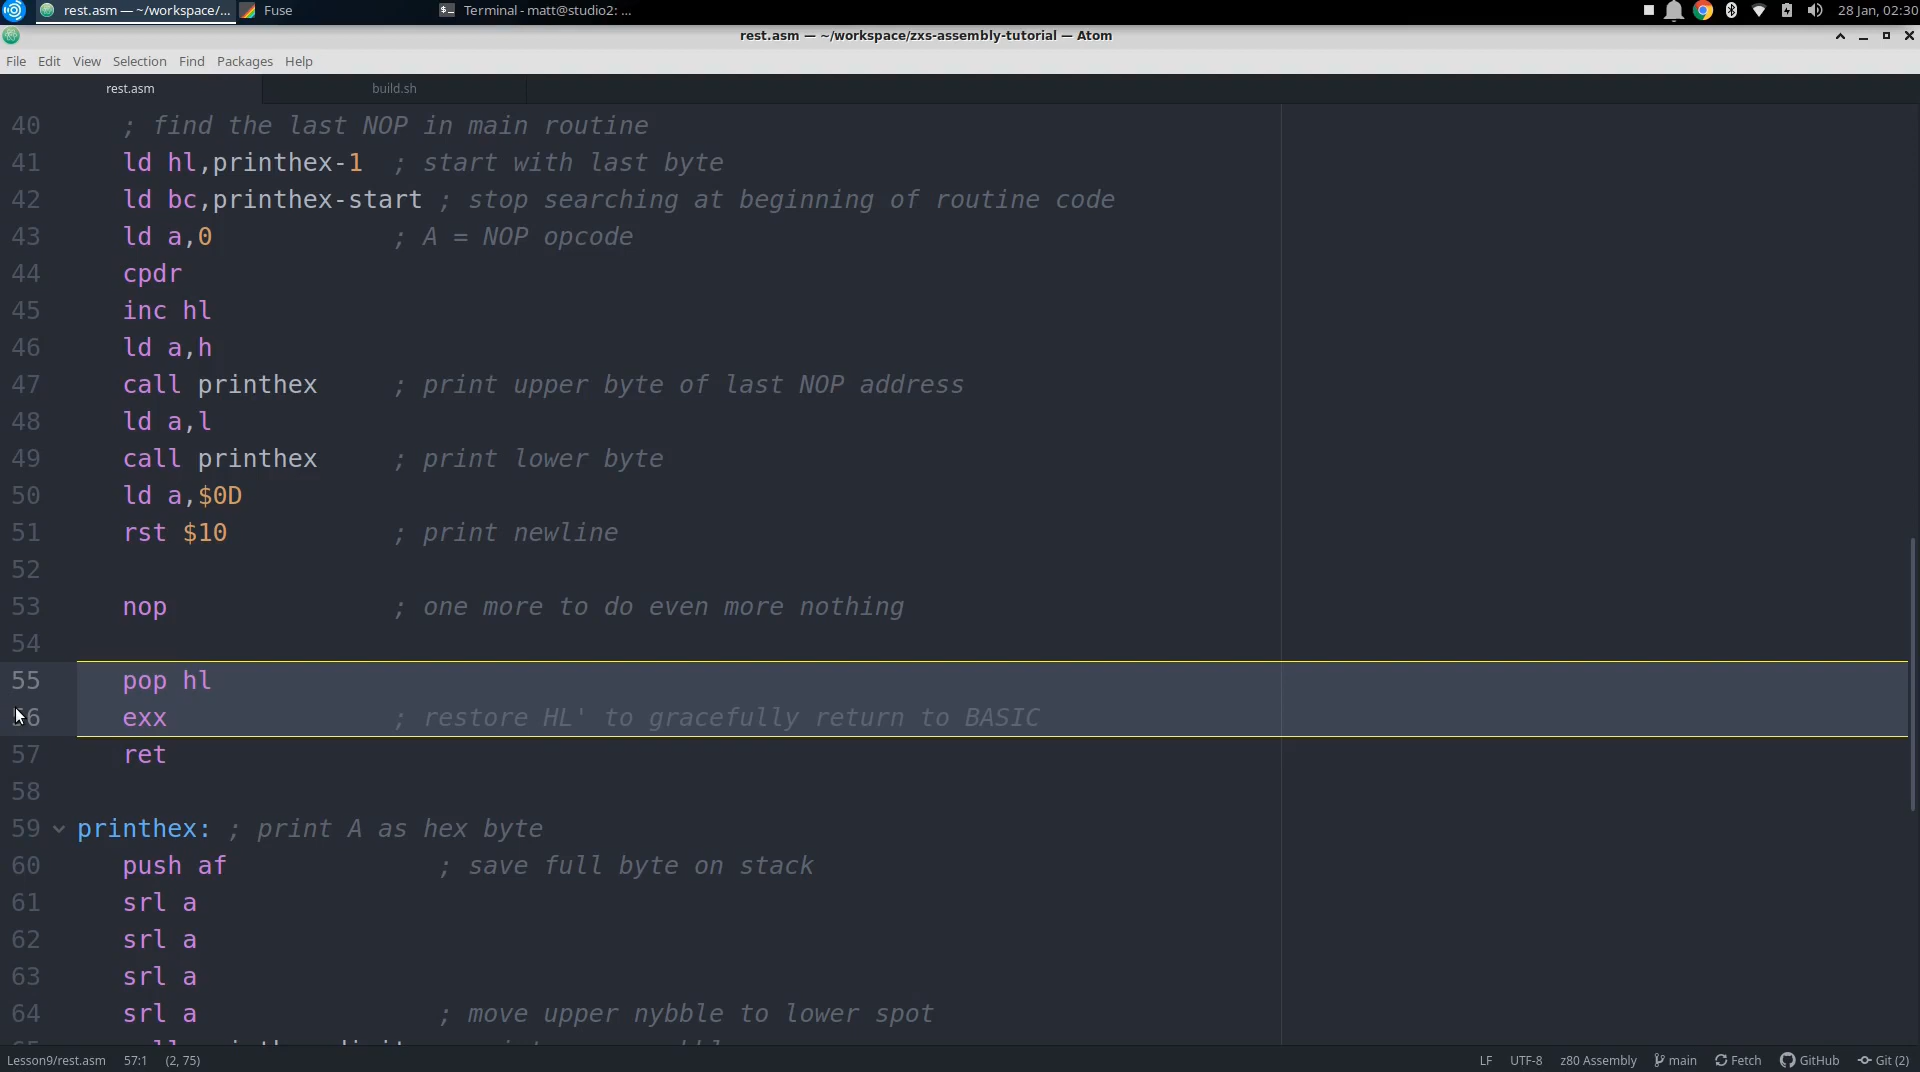 rest.asm — ~/workspace/... Fuse Terminal - matt@studio2: ... 28 Jan, 02:30
rest.asm — ~/workspace/zxs-assembly-tutorial — Atom
File Edit View Selection Find Packages Help
rest.asm build.sh
40 ; find the last NOP in main routine
41 ld hl,printhex-1 ; start with last byte
42 ld bc,printhex-start ; stop searching at beginning of routine code
43 ld a,0 ; A = NOP opcode
44 cpdr
45 inc hl
46 ld a,h
47 call printhex ; print upper byte of last NOP address
48 ld a,l
49 call printhex ; print lower byte
50 ld a,$0D
51 rst $10 ; print newline
52
53 nop ; one more to do even more nothing
54
55 pop hl
56 exx ; restore HL' to gracefully return to BASIC
57 ret
58
59 printhex: ; print A as hex byte
60 push af ; save full byte on stack
61 srl a
62 srl a
63 srl a
64 srl a ; move upper nybble to lower spot
Lesson9/rest.asm 57:1 (2, 75) LF UTF-8 z80 Assembly main Fetch GitHub Git (2)